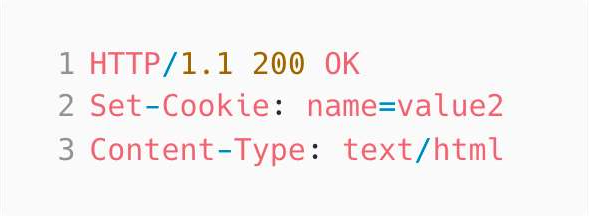 1 HTTP/1.1 200 OK
2 Set-Cookie: name=value2
3 Content-Type: text/html